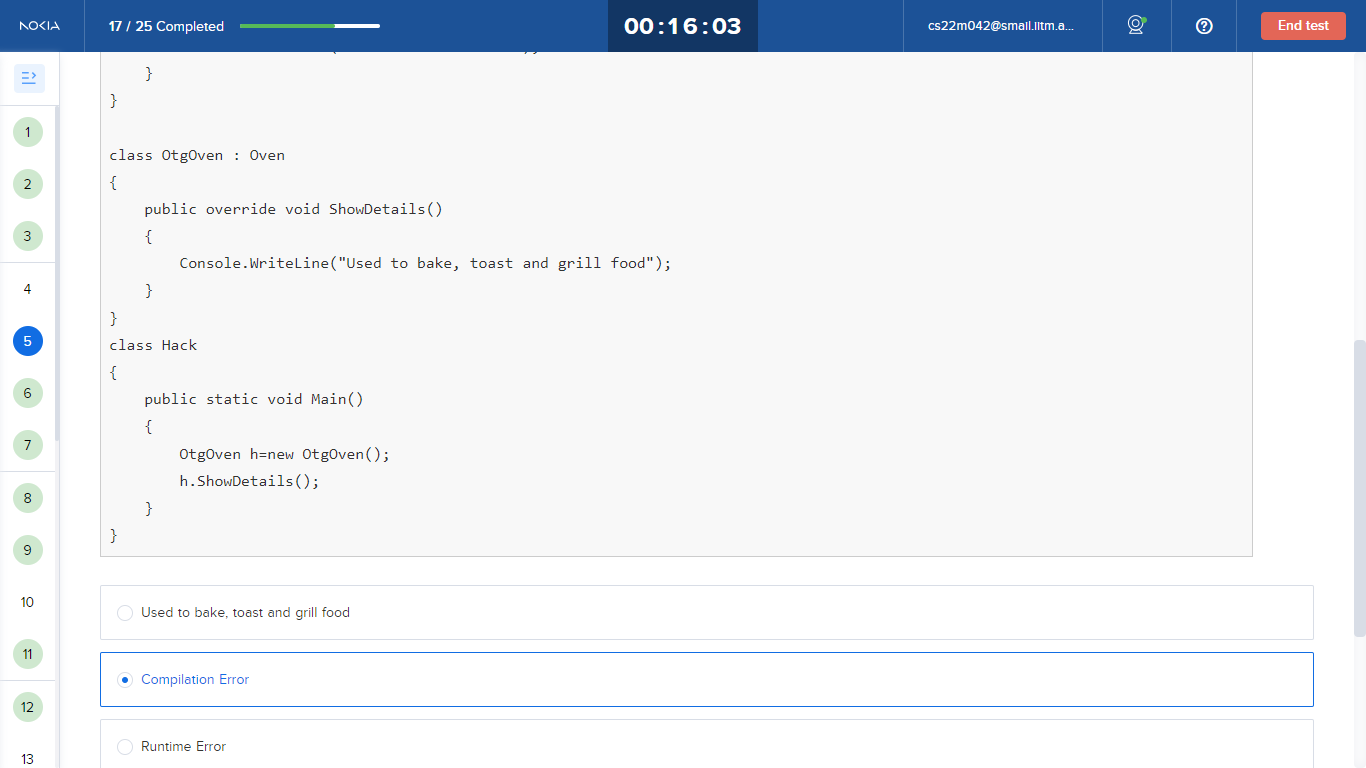 NOKIA
17 / 25 Completed
00:16:03
cs22m042@smail.iitm.a...
End test
}
}
class OtgOven : Oven
{
public override void ShowDetails()
{
Console.WriteLine("Used to bake, toast and grill food");
}
}
class Hack
{
public static void Main()
{
OtgOven h=new OtgOven();
h.ShowDetails();
}
}
1
2
3
4
5
6
7
8
9
10
11
12
13
Used to bake, toast and grill food
Compilation Error
Runtime Error